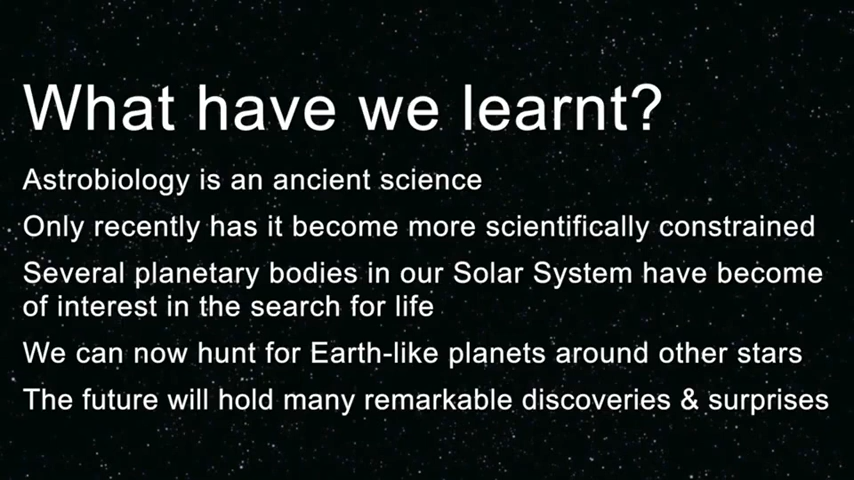 What have we learnt?
Astrobiology is an ancient science
Only recently has it become more scientifically constrained
Several planetary bodies in our Solar System have become
of interest in the search for life
We can now hunt for Earth-like planets around other stars
The future will hold many remarkable discoveries & surprises